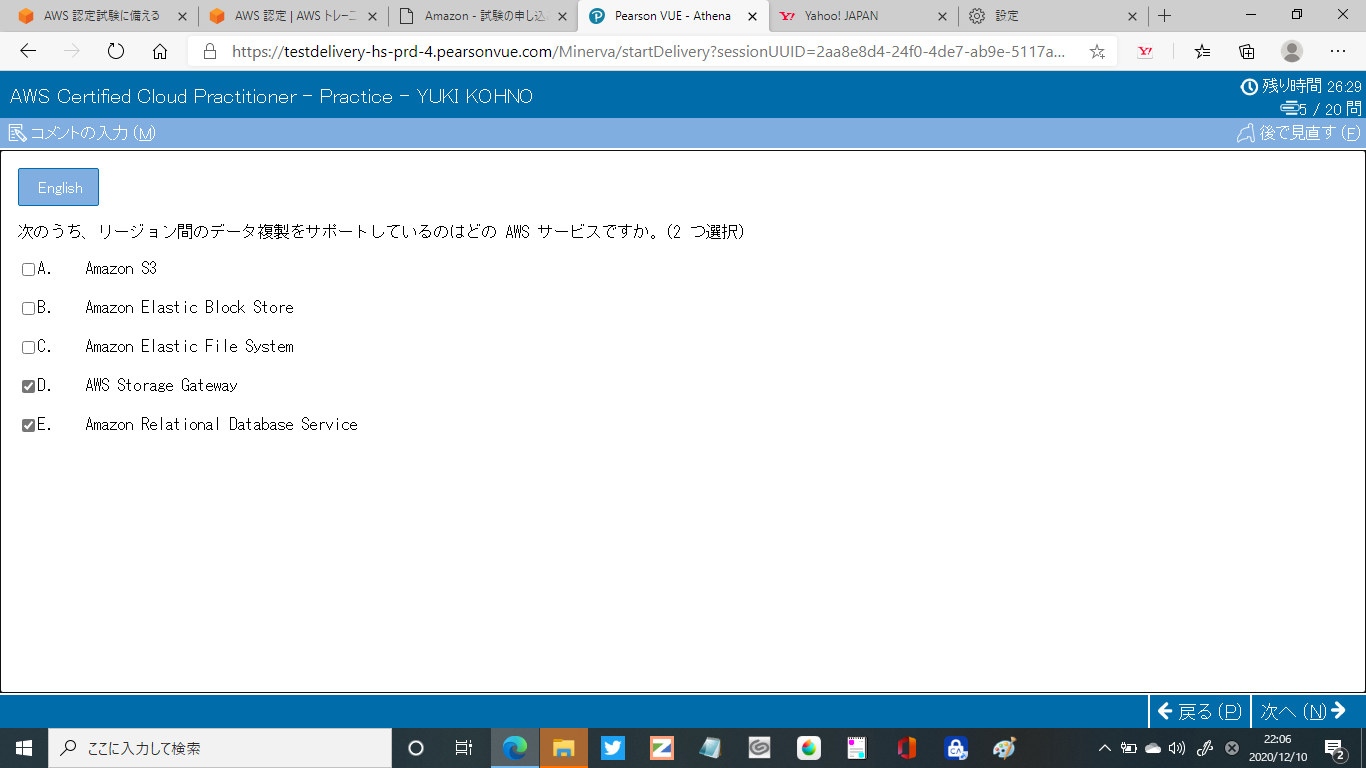 AWS 認定試験に備える
AWS 認定 | AWS トレーニ
Amazon - 試験の申し込
Pearson VUE - Athena
Yahoo! JAPAN
設定
https://testdelivery-hs-prd-4.pearsonvue.com/Minerva/startDelivery?sessionUUID=2aa8e8d4-24f0-4de7-ab9e-5117a...
AWS Certified Cloud Practitioner - Practice - YUKI KOHNO
残り時間 26:29
5 / 20 問
コメントの入力 (M)
後で見直す (F)
English
次のうち、リージョン間のデータ複製をサポートしているのはどの AWS サービスですか。(2 つ選択)
A. Amazon S3
B. Amazon Elastic Block Store
C. Amazon Elastic File System
D. AWS Storage Gateway
E. Amazon Relational Database Service
戻る (P)
次へ (N)
ここに入力して検索
22:06
2020/12/10
2